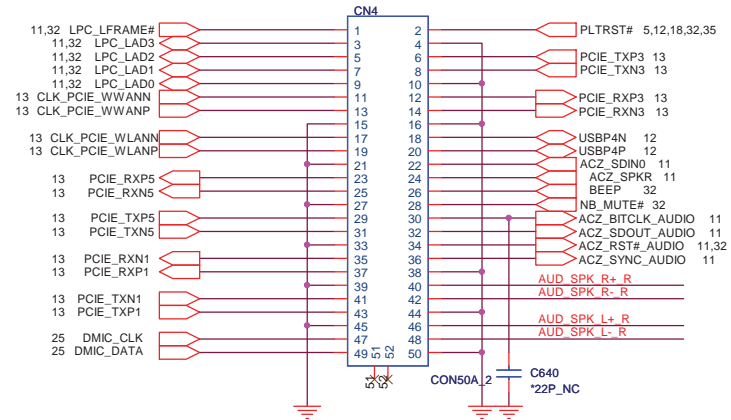 CN4
11,32 LPC_LFRAME# 1 2 PLTRST# 5,12,18,32,35
11,32 LPC_LAD3 3 4
11,32 LPC_LAD2 5 6 PCIE_TXP3 13
11,32 LPC_LAD1 7 8 PCIE_TXN3 13
11,32 LPC_LAD0 9 10
13 CLK_PCIE_WWANN 11 12 PCIE_RXP3 13
13 CLK_PCIE_WWANP 13 14 PCIE_RXN3 13
15 16
13 CLK_PCIE_WLANN 17 18 USBP4N 12
13 CLK_PCIE_WLANP 19 20 USBP4P 12
21 22 ACZ_SDIN0 11
13 PCIE_RXP5 23 24 ACZ_SPKR 11
13 PCIE_RXN5 25 26 BEEP 32
27 28 NB_MUTE# 32
13 PCIE_TXP5 29 30 ACZ_BITCLK_AUDIO 11
13 PCIE_TXN5 31 32 ACZ_SDOUT_AUDIO 11
33 34 ACZ_RST#_AUDIO 11,32
13 PCIE_RXN1 35 36 ACZ_SYNC_AUDIO 11
13 PCIE_RXP1 37 38
39 40 AUD_SPK_R+_R
13 PCIE_TXN1 41 42 AUD_SPK_R-_R
13 PCIE_TXP1 43 44
45 46 AUD_SPK_L+_R
25 DMIC_CLK 47 48 AUD_SPK_L-_R
25 DMIC_DATA 49 50
51 52
51 52
CON50A_2
C640
*22P_NC